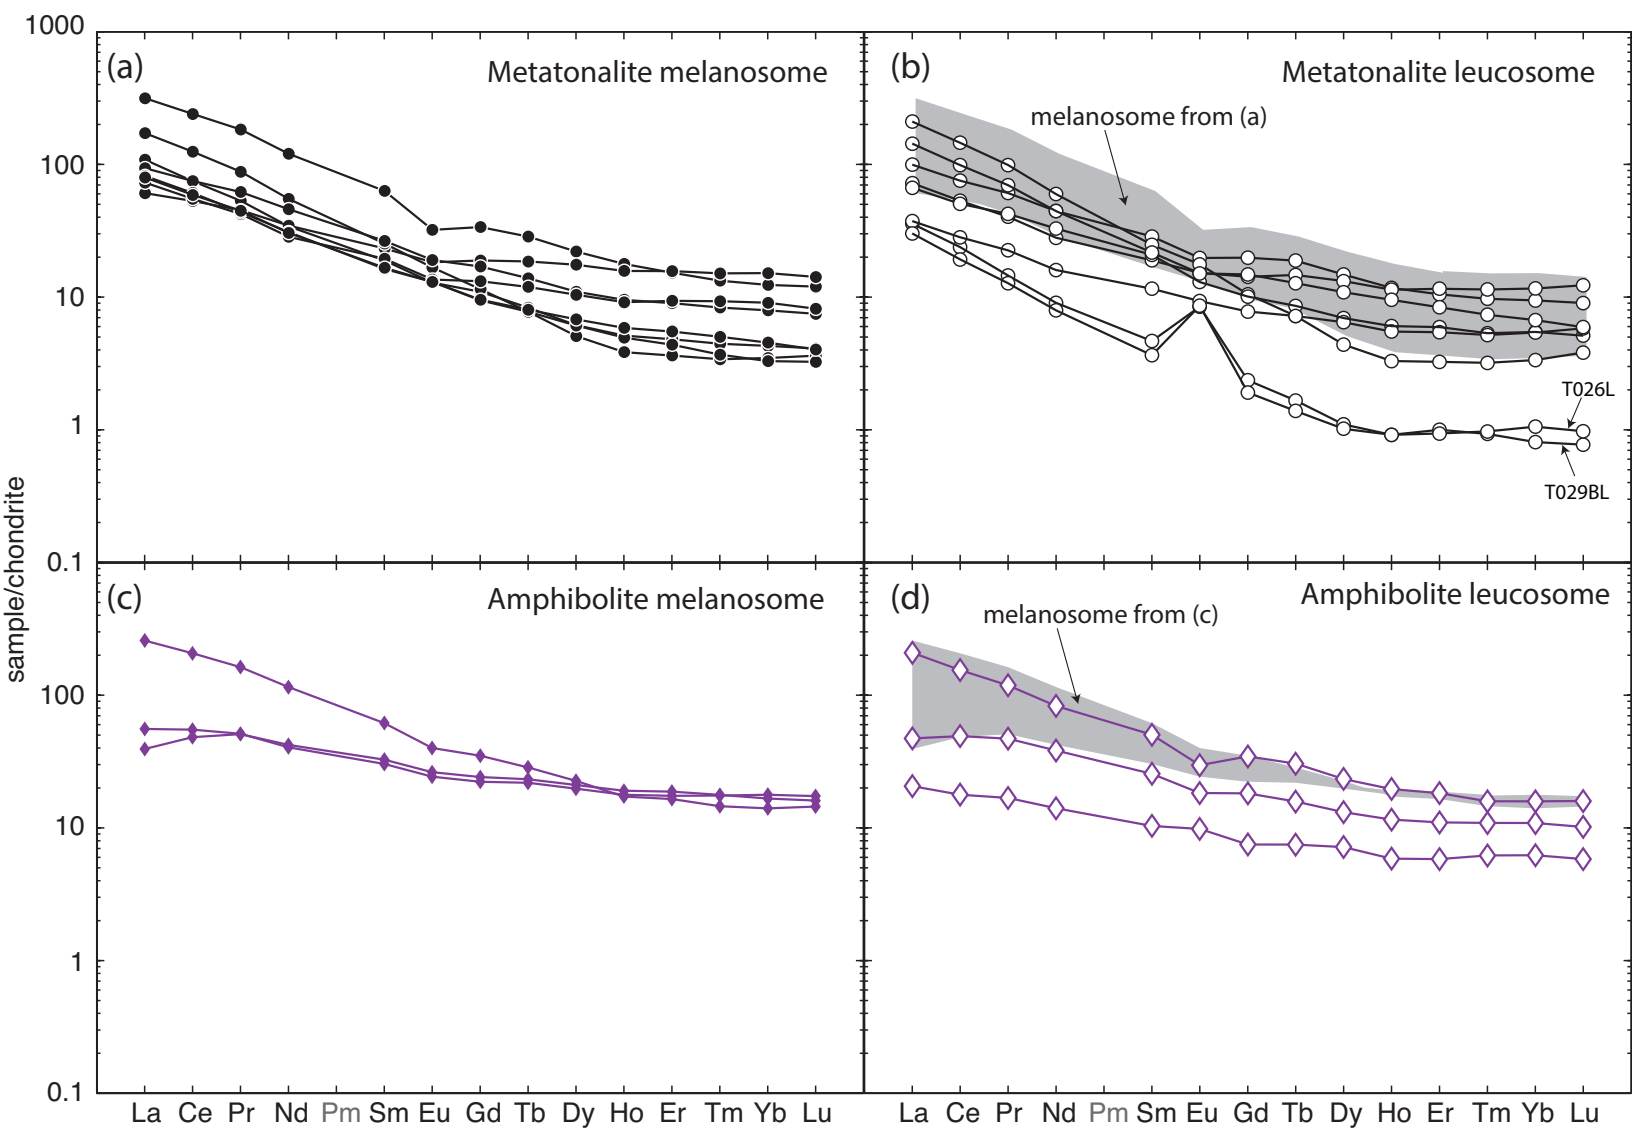 1000
(a) Metatonalite melanosome
(b) Metatonalite leucosome
melanosome from (a)
100
10
1
T026L
T029BL
0.1
sample/chondrite
(c) Amphibolite melanosome
(d) Amphibolite leucosome
melanosome from (c)
100
10
1
0.1
La Ce Pr Nd Pm Sm Eu Gd Tb Dy Ho Er Tm Yb Lu
La Ce Pr Nd Pm Sm Eu Gd Tb Dy Ho Er Tm Yb Lu